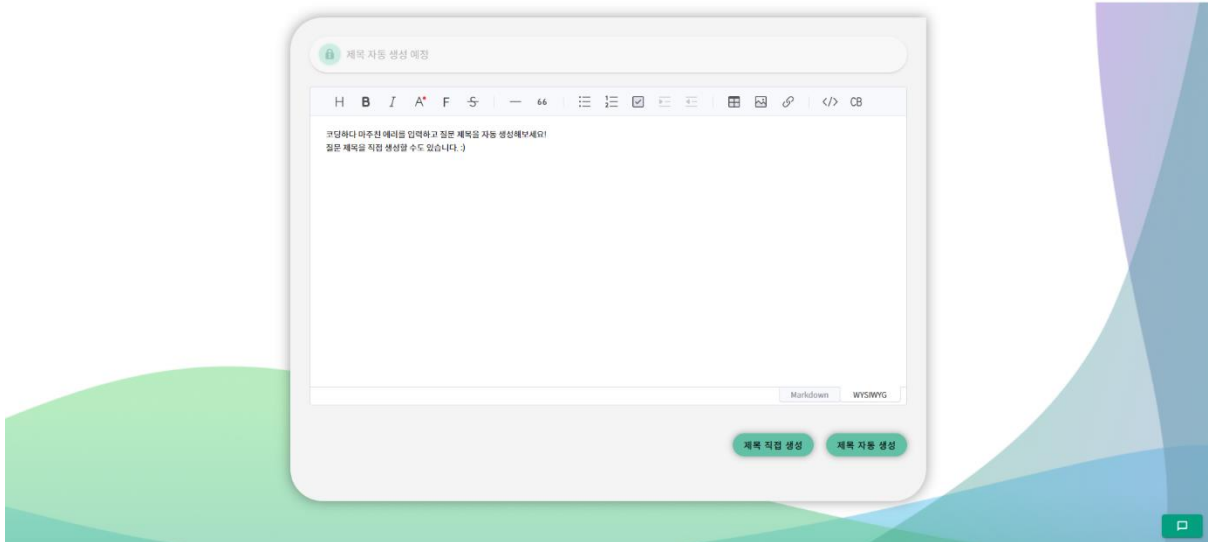 제목 자동 생성 예정
H B I A F S — 66 </> CB
코딩하다 마주친 에러를 입력하고 질문 제목을 자동 생성해보세요!
질문 제목을 직접 생성할 수도 있습니다. :)
Markdown WYSIWYG
제목 직접 생성 제목 자동 생성